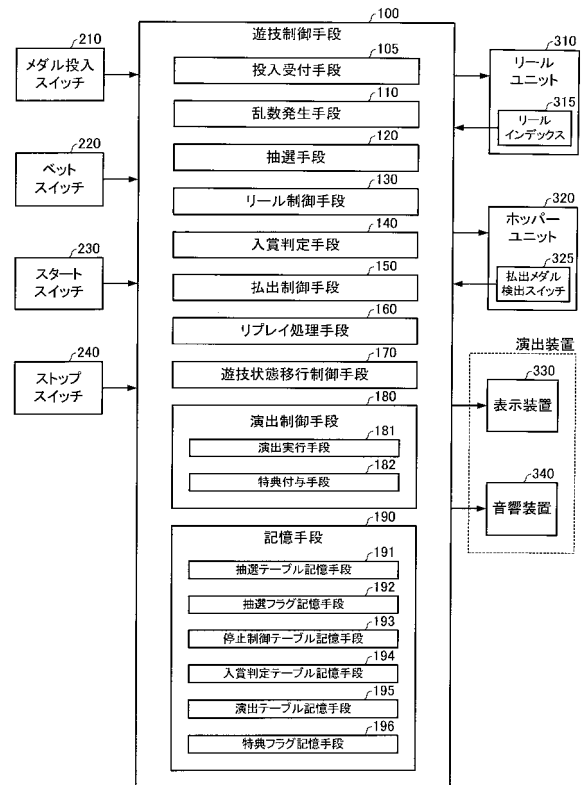 100
遊技制御手段
210
メダル投入
スイッチ
220
ベット
スイッチ
230
スタート
スイッチ
240
ストップ
スイッチ
105
投入受付手段
110
乱数発生手段
120
抽選手段
130
リール制御手段
140
入賞判定手段
150
払出制御手段
160
リプレイ処理手段
170
遊技状態移行制御手段
180
演出制御手段
181
演出実行手段
182
特典付与手段
190
記憶手段
191
抽選テーブル記憶手段
192
抽選フラグ記憶手段
193
停止制御テーブル記憶手段
194
入賞判定テーブル記憶手段
195
演出テーブル記憶手段
196
特典フラグ記憶手段
310
リール
ユニット
315
リール
インデックス
320
ホッパー
ユニット
325
払出メダル
検出スイッチ
演出装置
330
表示装置
340
音響装置